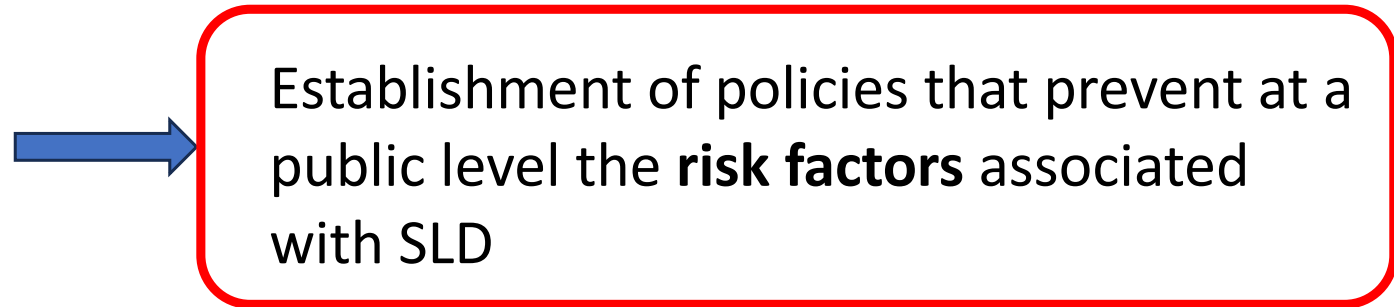 Establishment of policies that prevent at a
public level the risk factors associated
with SLD